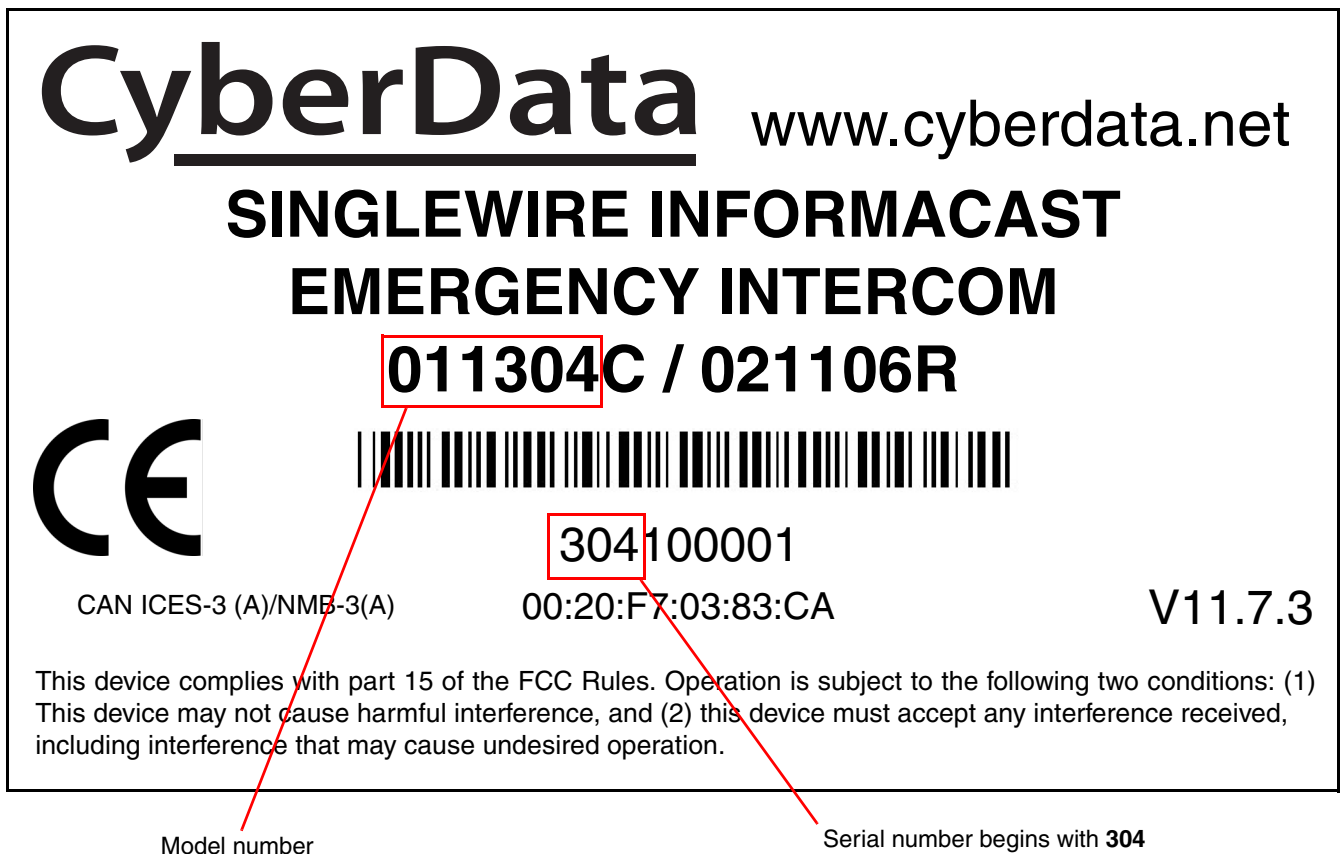 CyberData www.cyberdata.net
SINGLEWIRE INFORMACAST
EMERGENCY INTERCOM
011304C / 021106R
CE
304100001
CAN ICES-3 (A)/NMB-3(A) 00:20:F7:03:83:CA V11.7.3
This device complies with part 15 of the FCC Rules. Operation is subject to the following two conditions: (1)
This device may not cause harmful interference, and (2) this device must accept any interference received,
including interference that may cause undesired operation.
Model number
Serial number begins with 304